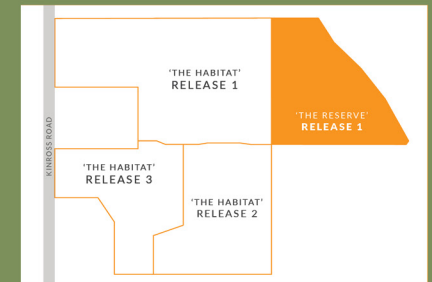 'THE HABITAT'
RELEASE 1
'THE RESERVE'
RELEASE 1
KINROSS ROAD
'THE HABITAT'
RELEASE 3
'THE HABITAT'
RELEASE 2